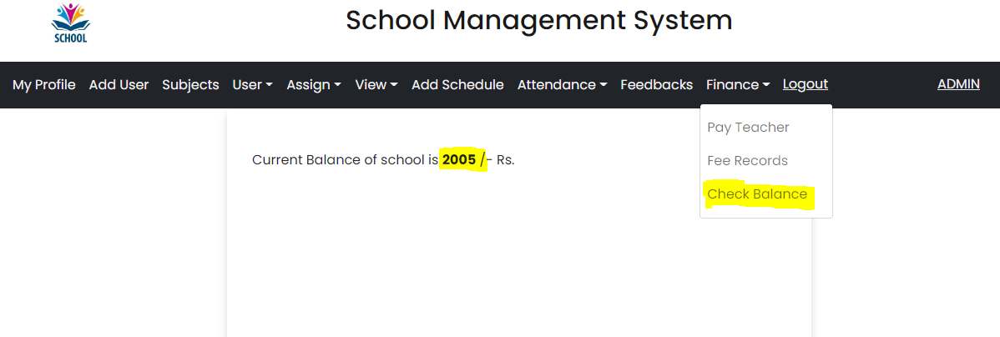 SCHOOL
School Management System
My Profile Add User Subjects User Assign View Add Schedule Attendance Feedbacks Finance Logout ADMIN
Pay Teacher
Current Balance of school is 2005 /- Rs.
Fee Records
Check Balance